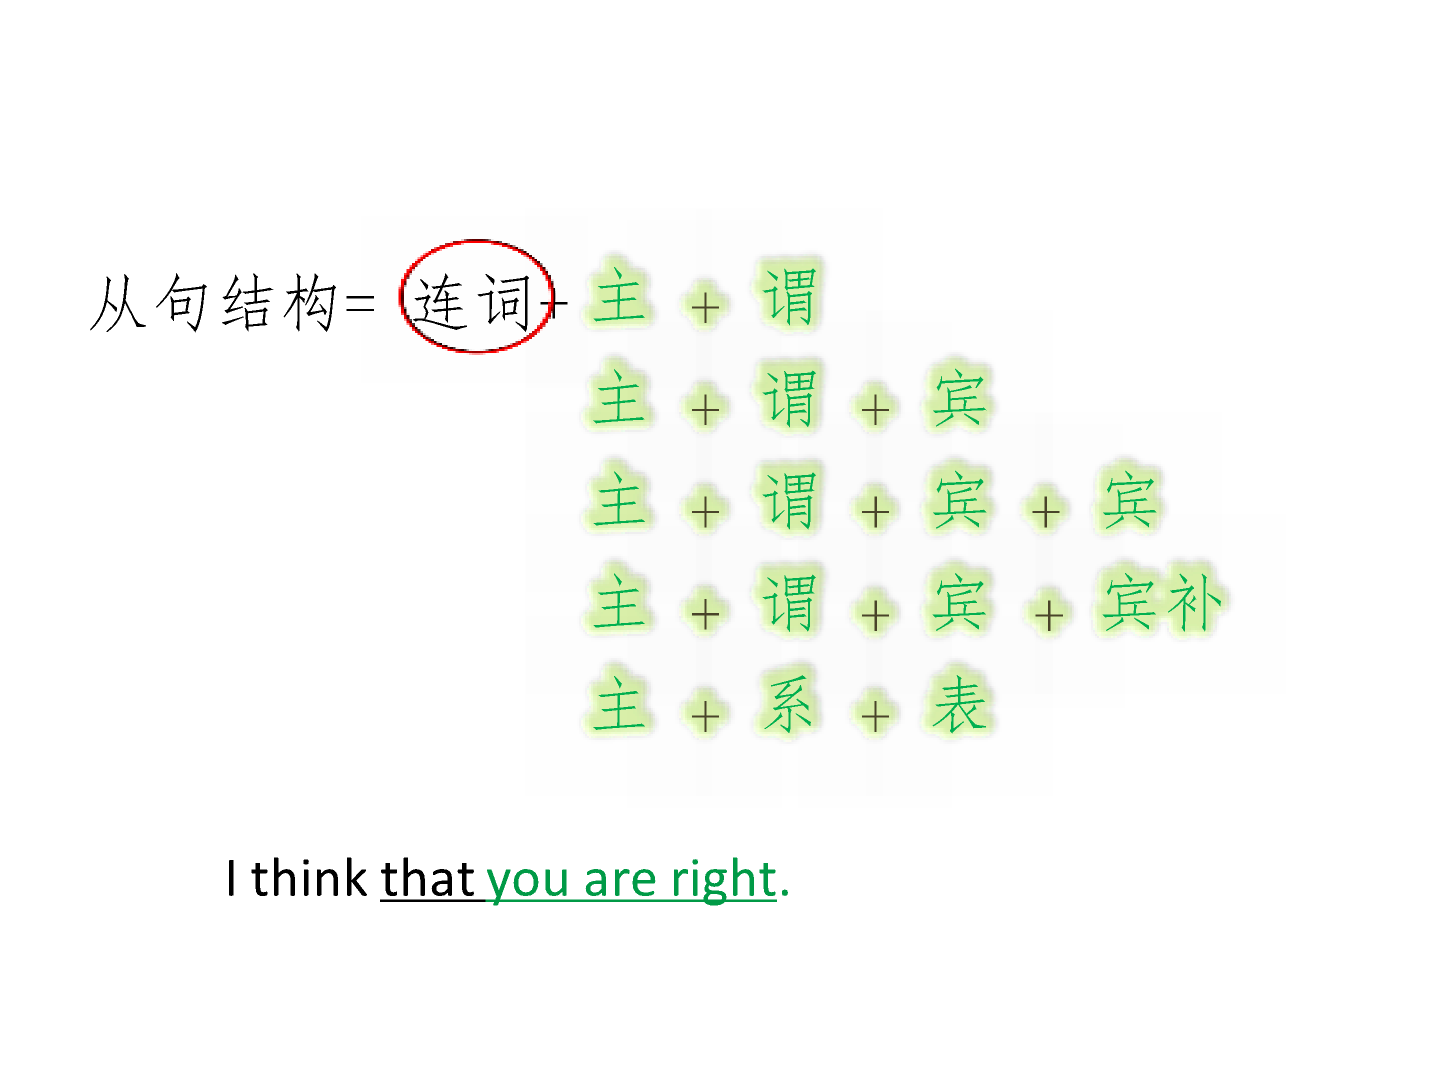 从句结构= 连词+ 主 + 谓
主 + 谓 + 宾
主 + 谓 + 宾 + 宾
主 + 谓 + 宾 + 宾补
主 + 系 + 表
I think that you are right.